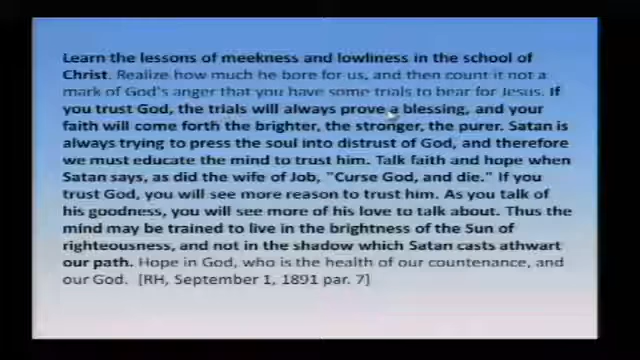 Learn the lessons of meekness and lowliness in the school of
Christ. Realize how much he bore for us, and then count it not a
mark of God's anger that you have some trials to bear for Jesus. If
you trust God, the trials will always prove a blessing, and your
faith will come forth the brighter, the stronger, the purer. Satan is
always trying to press the soul into distrust of God, and therefore
we must educate the mind to trust him. Talk faith and hope when
Satan says, as did the wife of Job, "Curse God, and die." If you
trust God, you will see more reason to trust him. As you talk of
his goodness, you will see more of his love to talk about. Thus the
mind may be trained to live in the brightness of the Sun of
righteousness, and not in the shadow which Satan casts athwart
our path. Hope in God, who is the health of our countenance, and
our God. [RH, September 1, 1891 par. 7]